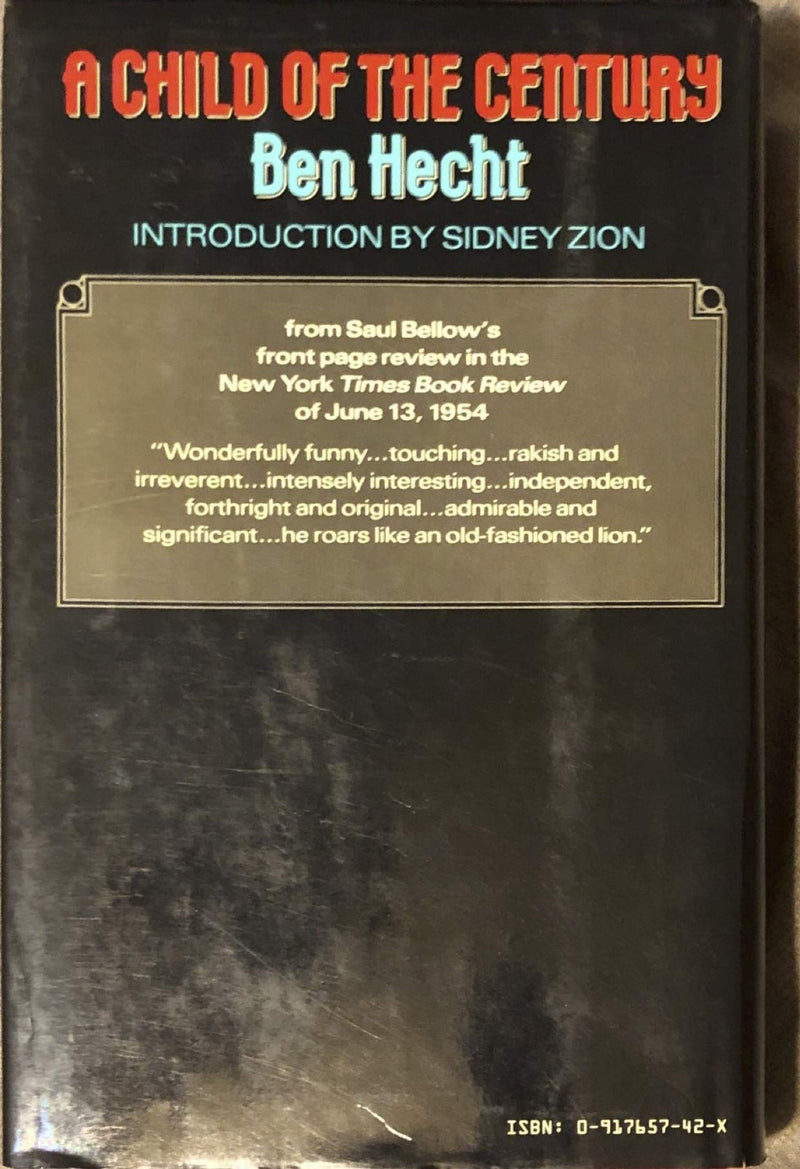 A CHILD OF THE CENTURY
Ben Hecht
INTRODUCTION BY SIDNEY ZION
from Saul Bellow's
front page review in the
New York Times Book Review
of June 13, 1954
"Wonderfully funny...touching...rakish and
irreverent...intensely interesting...independent,
forthright and original...admirable and
significant...he roars like an old-fashioned lion."
ISBN: 0-917657-42-X